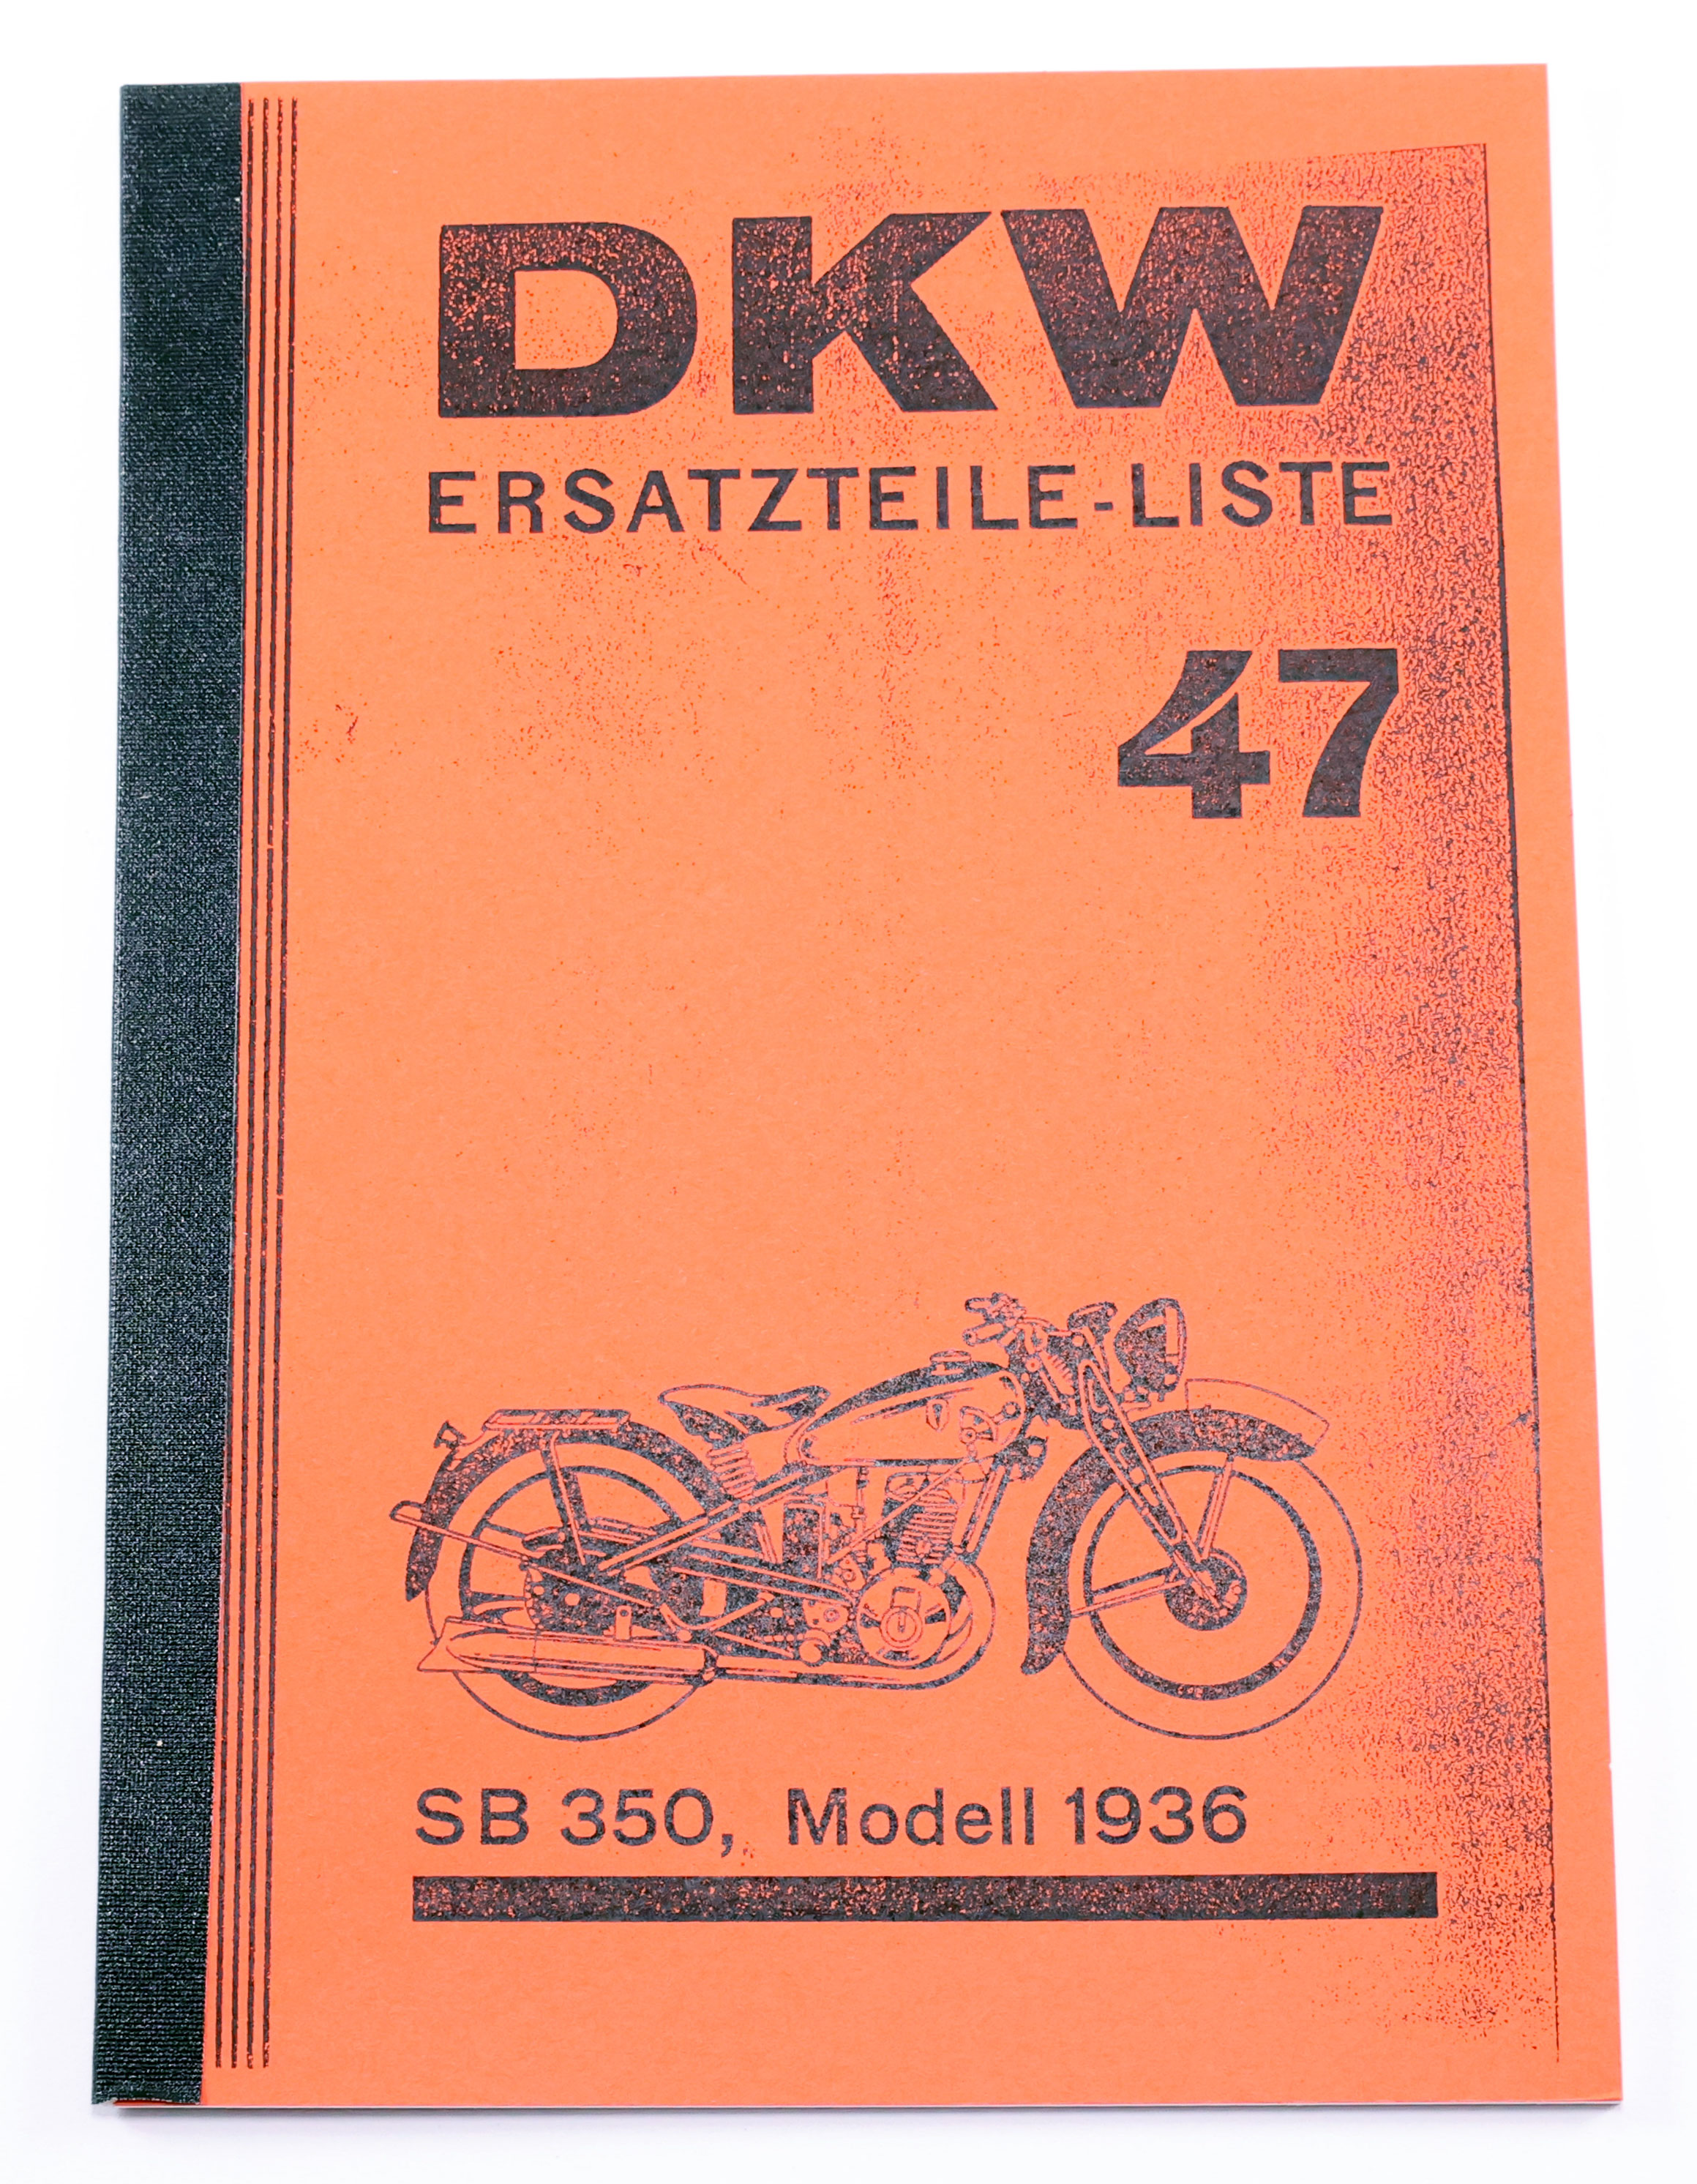 DKW
ERSATZTEILE-LISTE
47
SB 350, Modell 1936